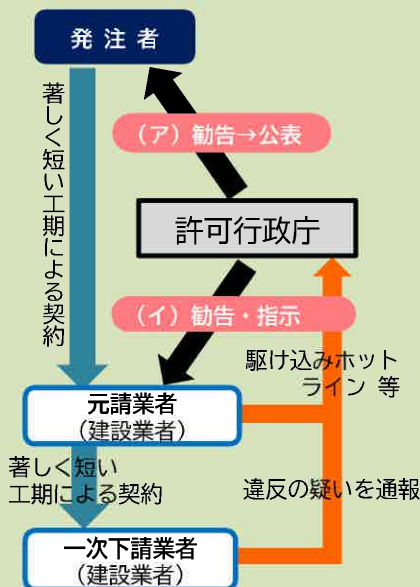 発注者
著しく短い工期による契約
（ア）勧告→公表
許可行政庁
（イ）勧告・指示
駆け込みホット
ライン 等
元請業者
（建設業者）
著しく短い
工期による契約
違反の疑いを通報
一次下請業者
（建設業者）